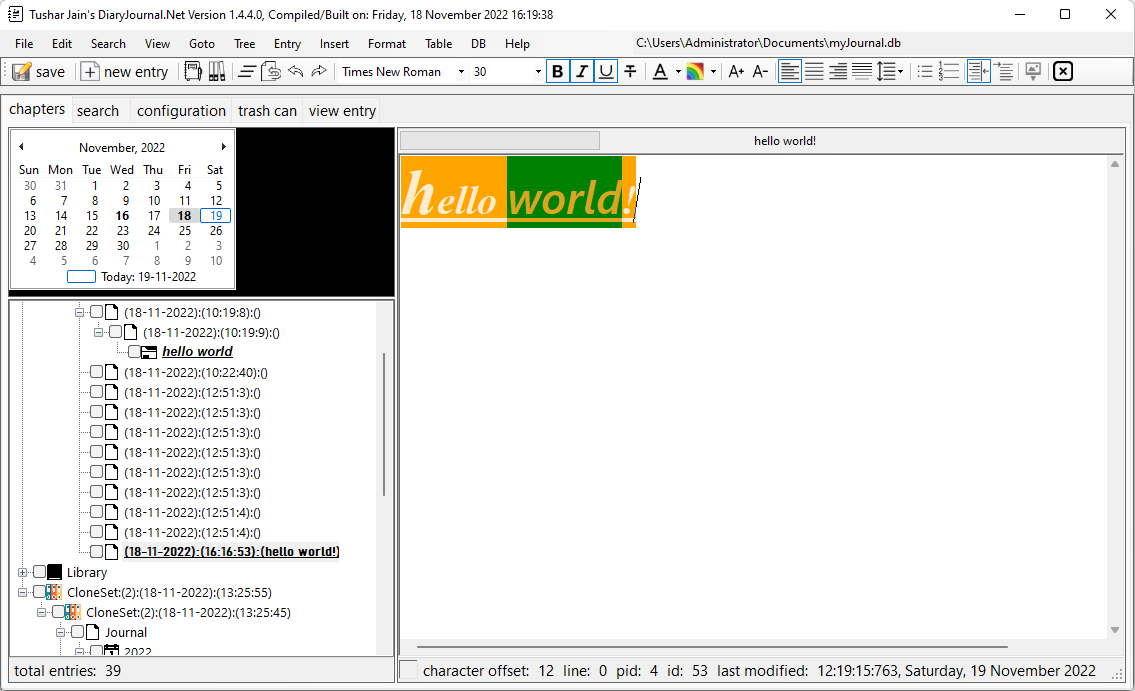 Tushar Jain's DiaryJournal.Net Version 1.4.4.0, Compiled/Built on: Friday, 18 November 2022 16:19:38
File Edit Search View Goto Tree Entry Insert Format Table DB Help C:\Users\Administrator\Documents\myJournal.db
save new entry Times New Roman 30 B I U T A A+ A-
chapters search configuration trash can view entry
November, 2022
Sun Mon Tue Wed Thu Fri Sat
30 31 1 2 3 4 5
6 7 8 9 10 11 12
13 14 15 16 17 18 19
20 21 22 23 24 25 26
27 28 29 30 1 2 3
4 5 6 7 8 9 10
Today: 19-11-2022
hello world!
hello world!
(18-11-2022):(10:19:8):()
(18-11-2022):(10:19:9):()
hello world
(18-11-2022):(10:22:40):()
(18-11-2022):(12:51:3):()
(18-11-2022):(12:51:3):()
(18-11-2022):(12:51:3):()
(18-11-2022):(12:51:3):()
(18-11-2022):(12:51:3):()
(18-11-2022):(12:51:3):()
(18-11-2022):(12:51:4):()
(18-11-2022):(12:51:4):()
(18-11-2022):(16:16:53):(hello world!)
Library
CloneSet:(2):(18-11-2022):(13:25:55)
CloneSet:(2):(18-11-2022):(13:25:45)
Journal
2022
total entries: 39
character offset: 12 line: 0 pid: 4 id: 53 last modified: 12:19:15:763, Saturday, 19 November 2022